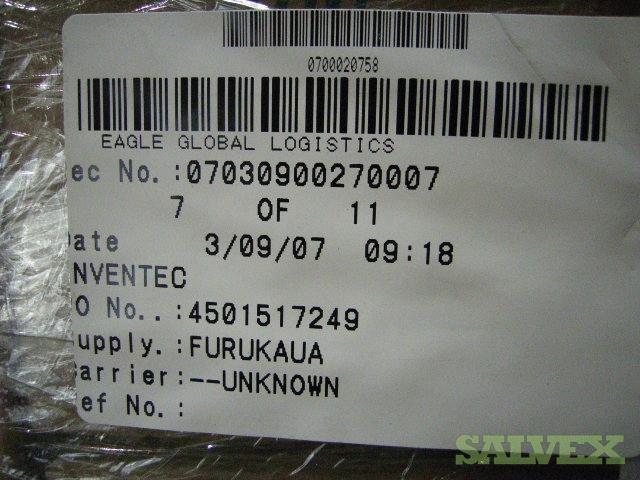 0700020758
EAGLE GLOBAL LOGISTICS
ec No.:07030900270007
7 OF 11
ate 3/09/07 09:18
NVENTEC
O No..:4501517249
upply.:FURUKAUA
arrier:--UNKNOWN
ef No.:
SALVEX